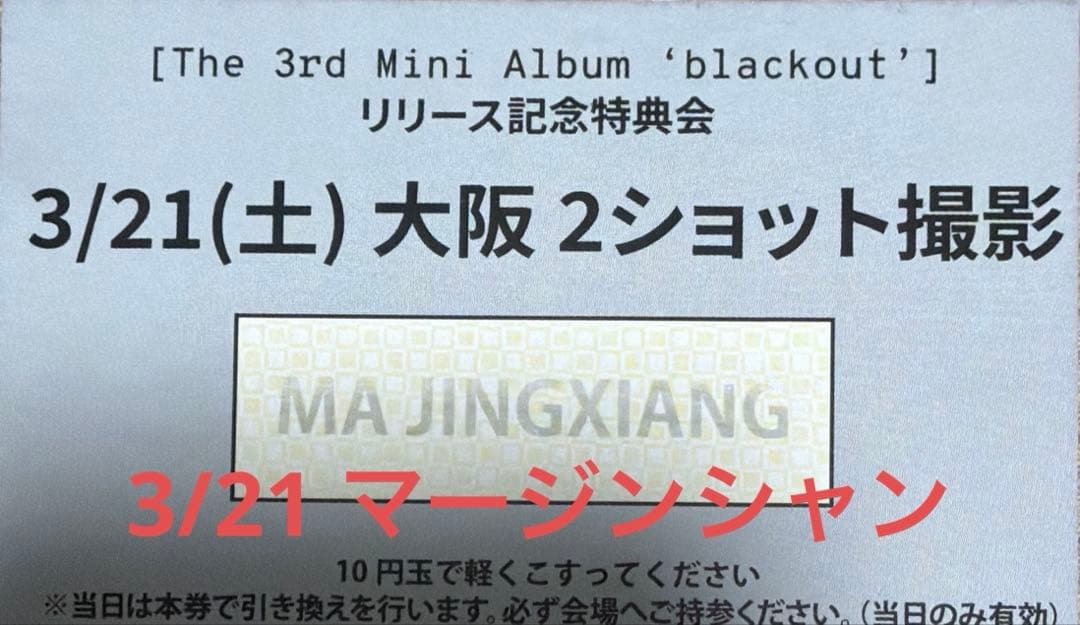 [The 3rd Mini Album ‘blackout’]
リリース記念特典会
3/21(土) 大阪 2ショット撮影
MA JINGXIANG
3/21 マージンシャン
10 円玉で軽くこすってください
※当日は本券で引き換えを行います。必ず会場へご持参ください。(当日のみ有効)